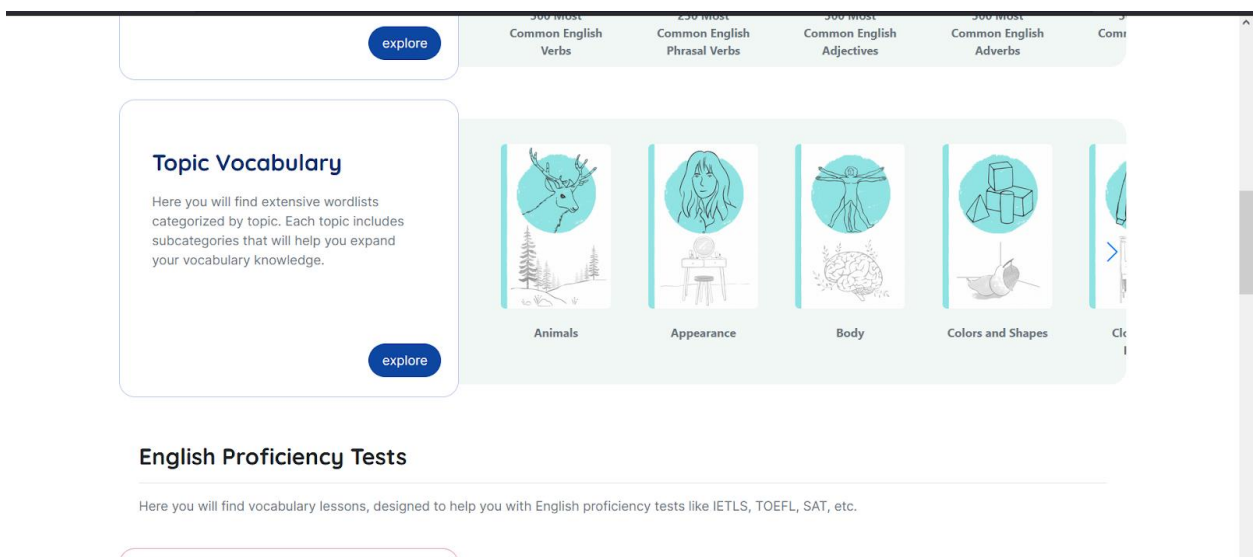 explore
Common English
Verbs
Common English
Phrasal Verbs
Common English
Adjectives
Common English
Adverbs
Topic Vocabulary
Here you will find extensive wordlists
categorized by topic. Each topic includes
subcategories that will help you expand
your vocabulary knowledge.
explore
Animals
Appearance
Body
Colors and Shapes
English Proficiency Tests
Here you will find vocabulary lessons, designed to help you with English proficiency tests like IETLS, TOEFL, SAT, etc.